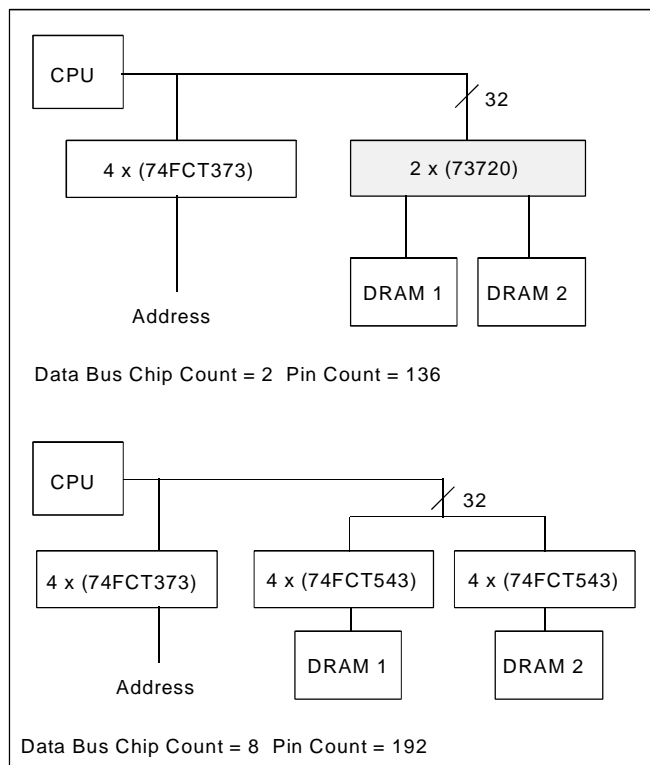 CPU
32
4 x (74FCT373)
2 x (73720)
DRAM 1
DRAM 2
Address
Data Bus Chip Count = 2 Pin Count = 136
CPU
32
4 x (74FCT373)
4 x (74FCT543)
4 x (74FCT543)
DRAM 1
DRAM 2
Address
Data Bus Chip Count = 8 Pin Count = 192